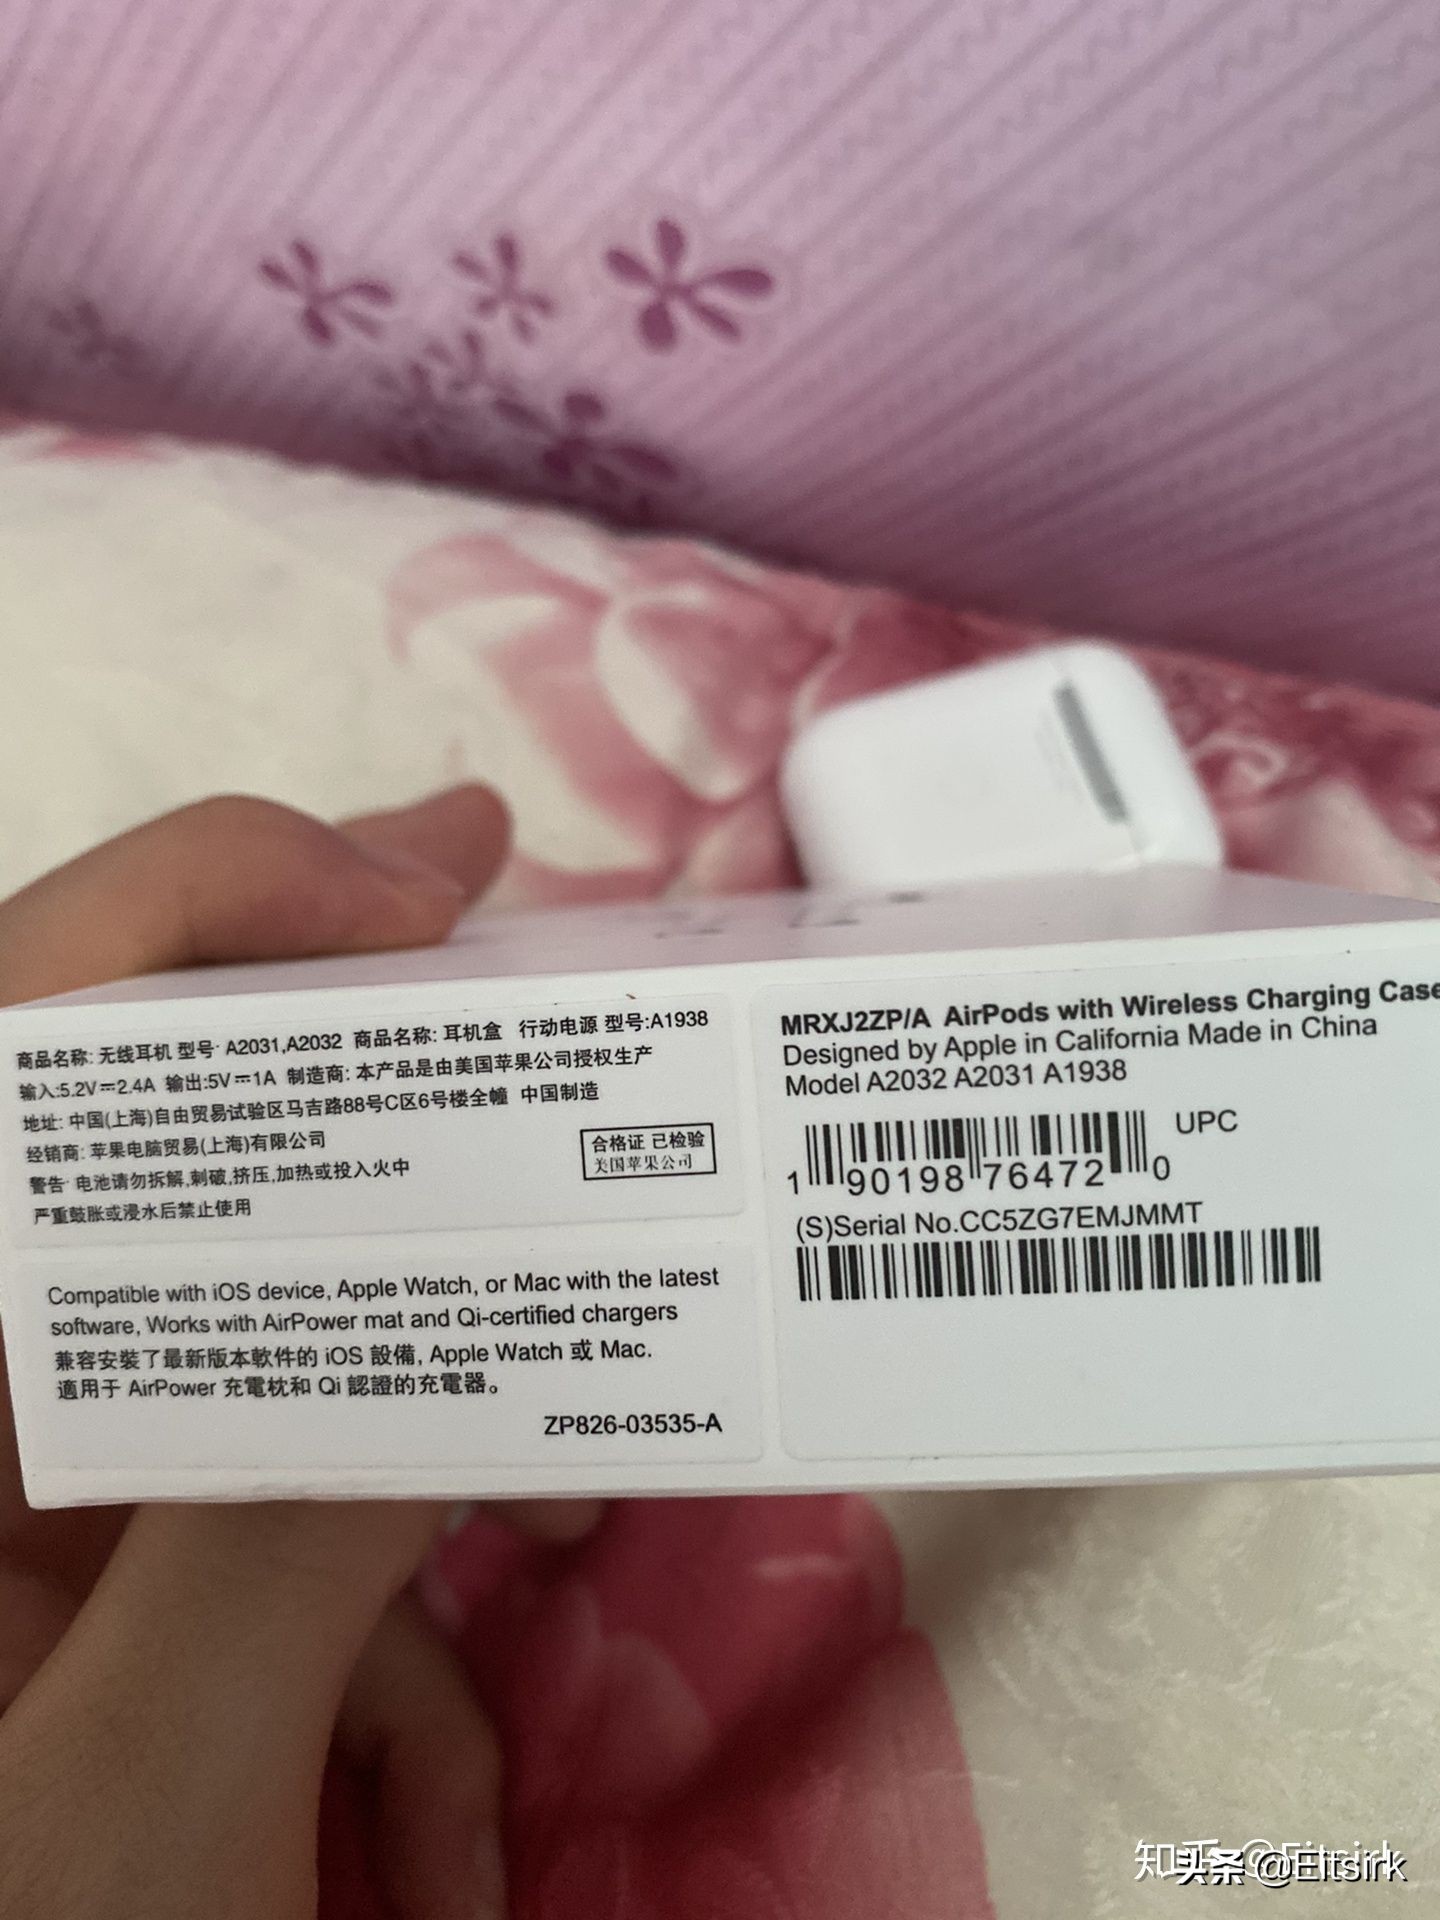 商品名称: 无线耳机 型号: A2031,A2032 商品名称: 耳机盒 行动电源 型号:A1938
输入:5.2V⎓2.4A 输出:5V⎓1A 制造商: 本产品是由美国苹果公司授权生产
地址: 中国(上海)自由贸易试验区马吉路88号C区6号楼全幢 中国制造
经销商: 苹果电脑贸易(上海)有限公司
警告: 电池请勿拆解,刺破,挤压,加热或投入火中
严重鼓胀或浸水后禁止使用
合格证 已检验
美国苹果公司
Compatible with iOS device, Apple Watch, or Mac with the latest
software, Works with AirPower mat and Qi-certified chargers
兼容安裝了最新版本軟件的 iOS 設備, Apple Watch 或 Mac.
適用于 AirPower 充電枕和 Qi 認證的充電器。
ZP826-03535-A
MRXJ2ZP/A AirPods with Wireless Charging Case
Designed by Apple in California Made in China
Model A2032 A2031 A1938
UPC
1 90198 76472 0
(S)Serial No.CC5ZG7EMJMMT
知乎 @Eitsirk
头条 @Eitsirk